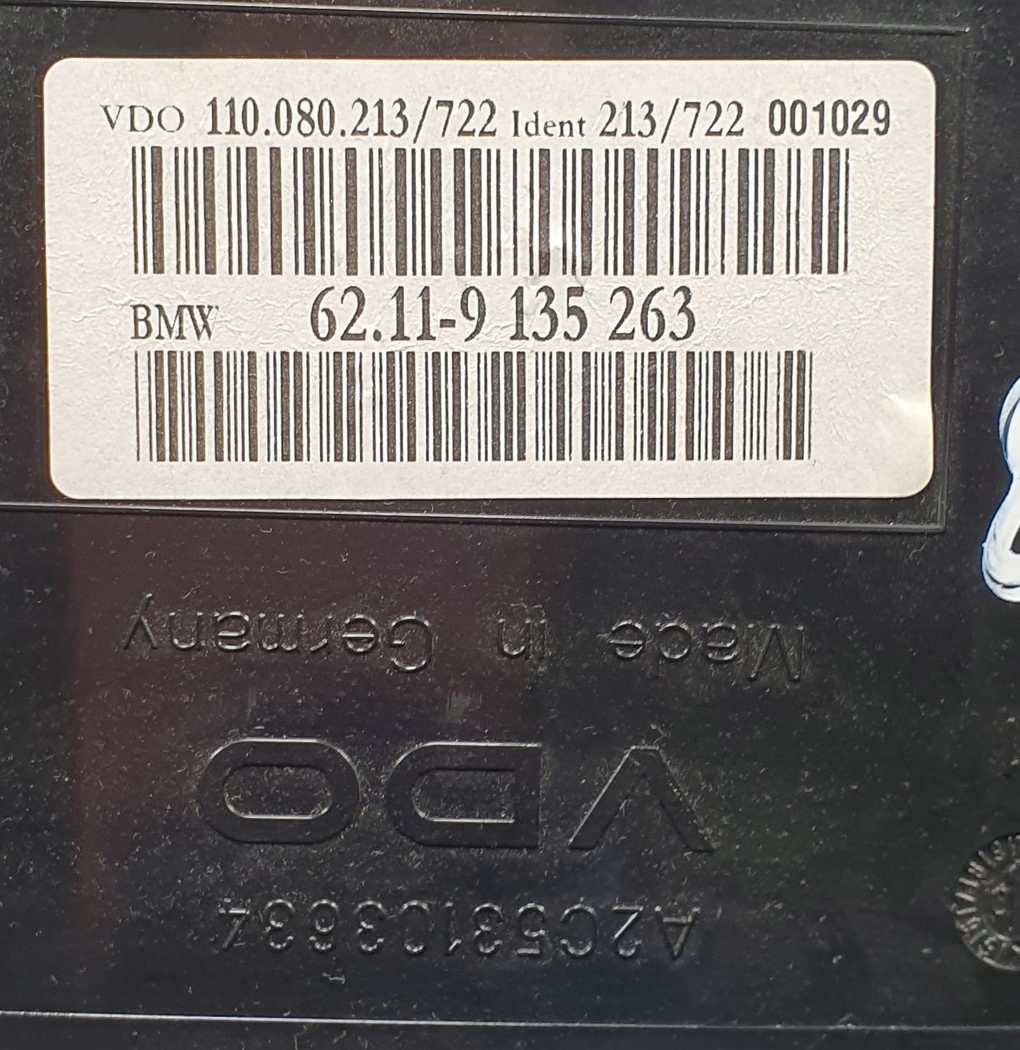 VDO 110.080.213/722 Ident 213/722 001029
BMW 62.11-9 135 263
Made in Germany
VDO
A2C53103634